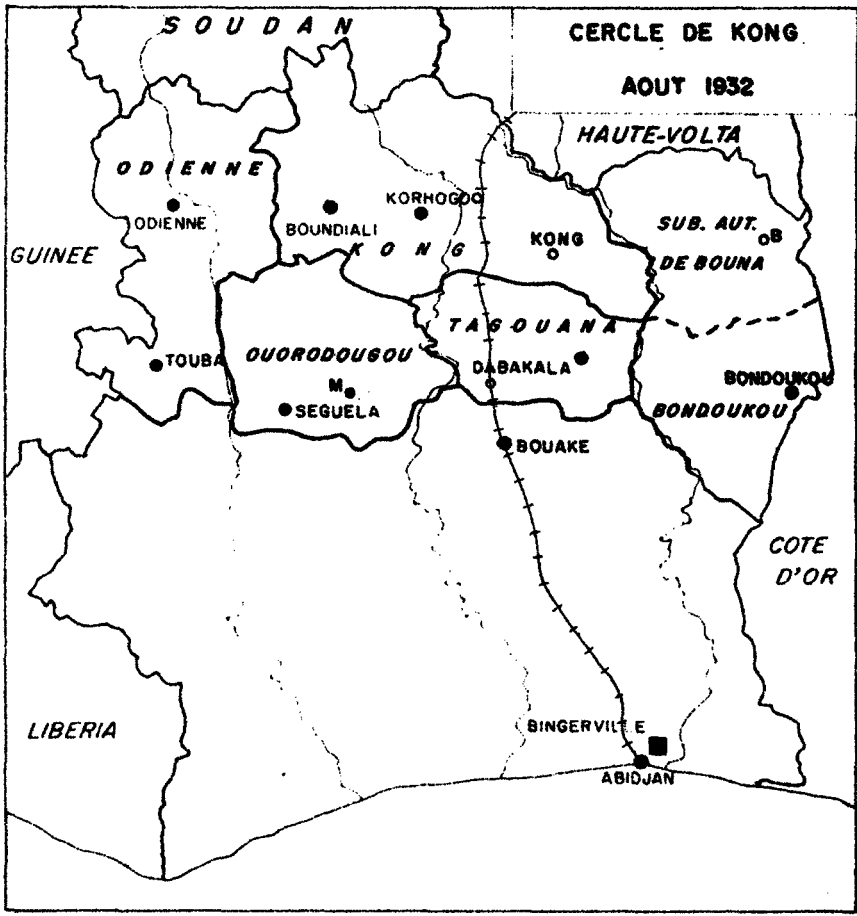 SOUDAN
CERCLE DE KONG
AOUT 1932
HAUTE-VOLTA
ODIENNE
ODIENNE
BOUNDIALI
KORHOGOO
KONG
KONG
SUB. AUT.
B
DE BOUNA
GUINEE
TAGOUANA
TOUBA
OUORODOUGOU
M
SEGUELA
DABAKALA
BONDOUKOU
BONDOUKOU
BOUAKE
COTE
D'OR
LIBERIA
BINGERVILLE
ABIDJAN